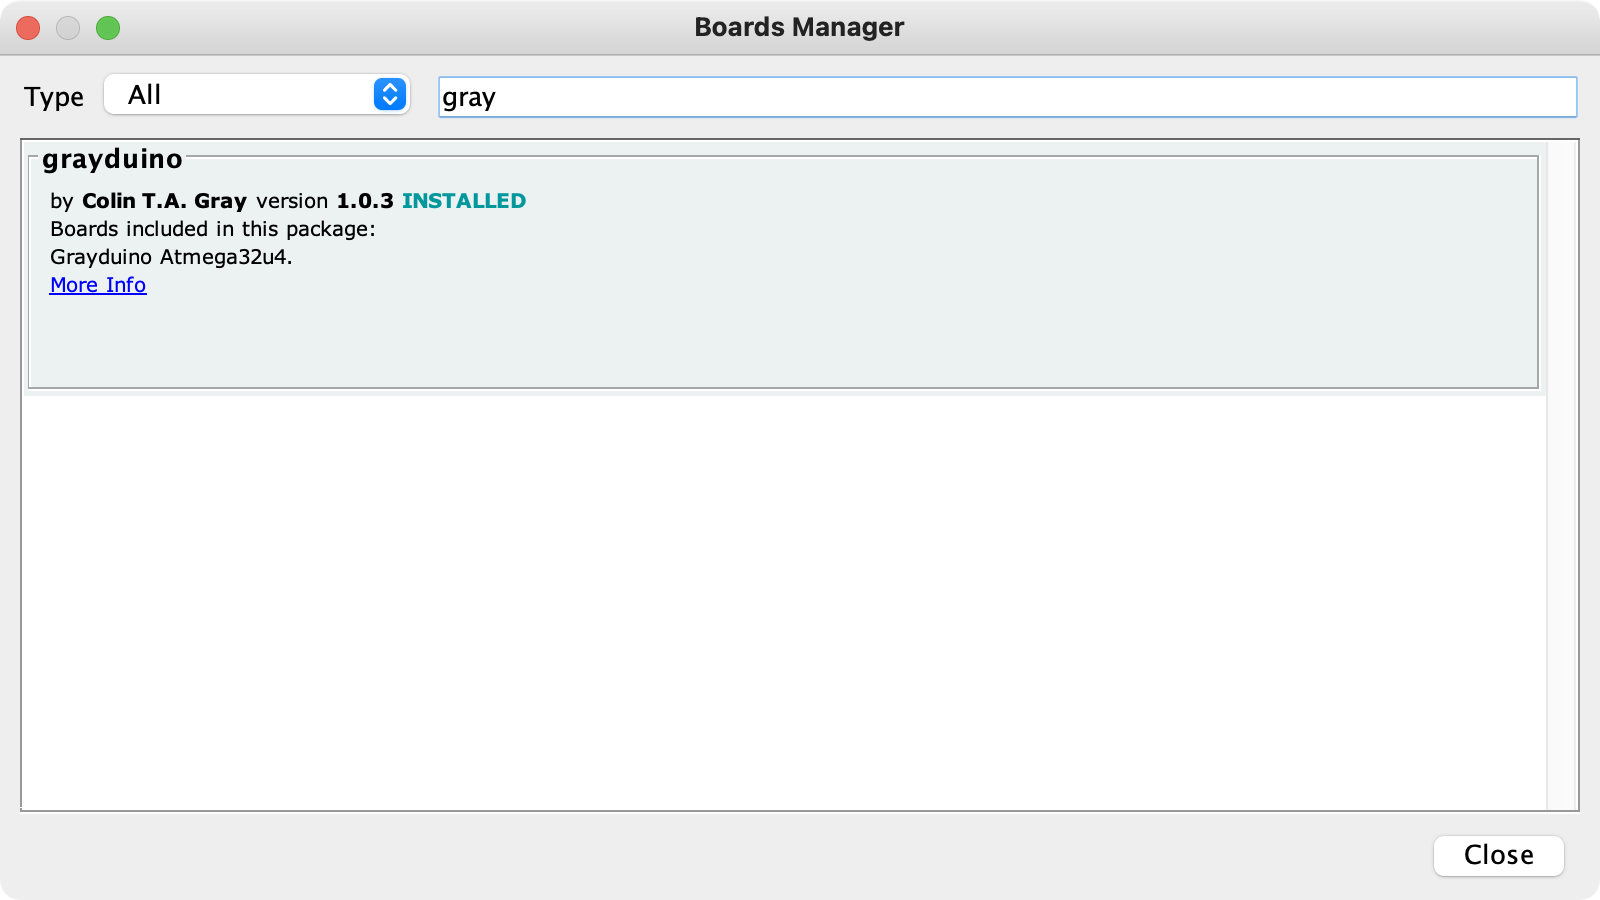 Boards Manager
Type All gray
grayduino
by Colin T.A. Gray version 1.0.3 INSTALLED
Boards included in this package:
Grayduino Atmega32u4.
More Info
Close